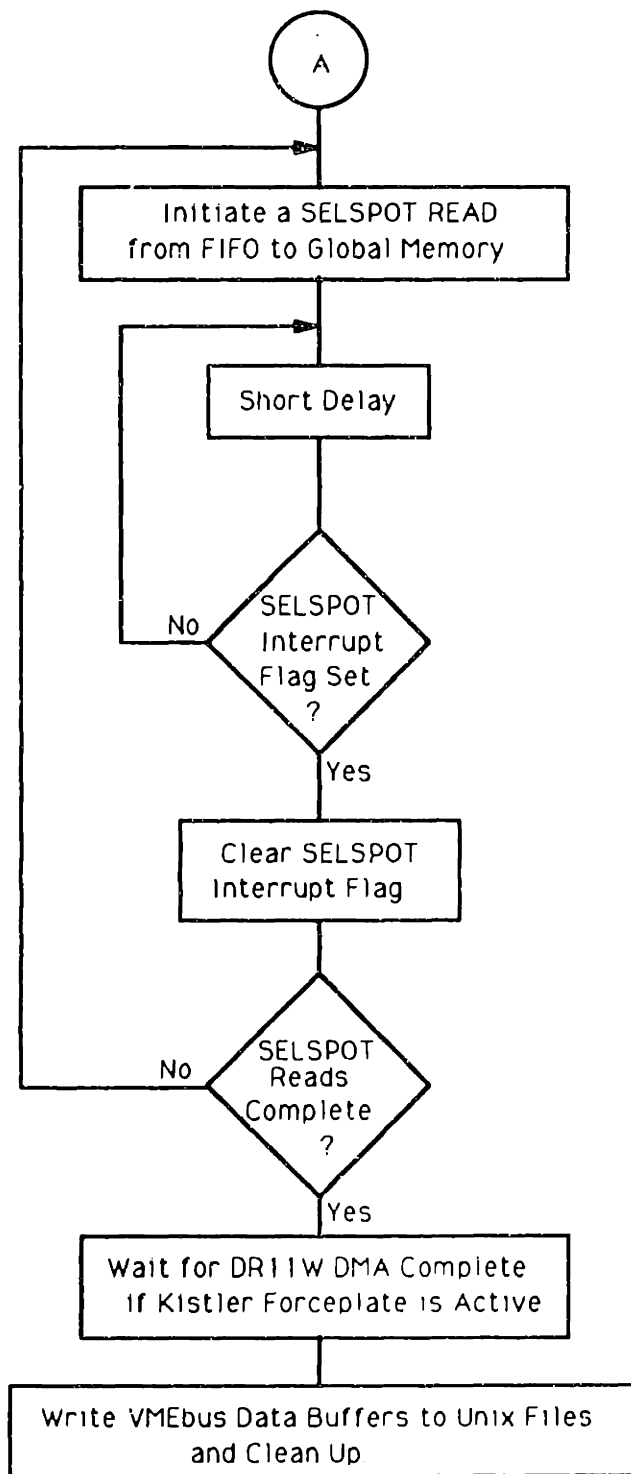 A
Initiate a SELSPOT READ
from FIFO to Global Memory
Short Delay
SELSPOT
Interrupt
Flag Set
?
No
Yes
Clear SELSPOT
Interrupt Flag
SELSPOT
Reads
Complete
?
No
Yes
Wait for DR11W DMA Complete
if Kistler Forceplate is Active
Write VMEbus Data Buffers to Unix Files
and Clean Up